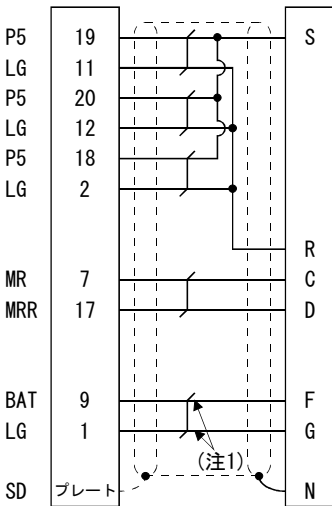 P5 19 S
LG 11
P5 20
LG 12
P5 18
LG 2
R
MR 7 C
MRR 17 D
BAT 9 F
LG 1 G
(注1)
SD プレート N